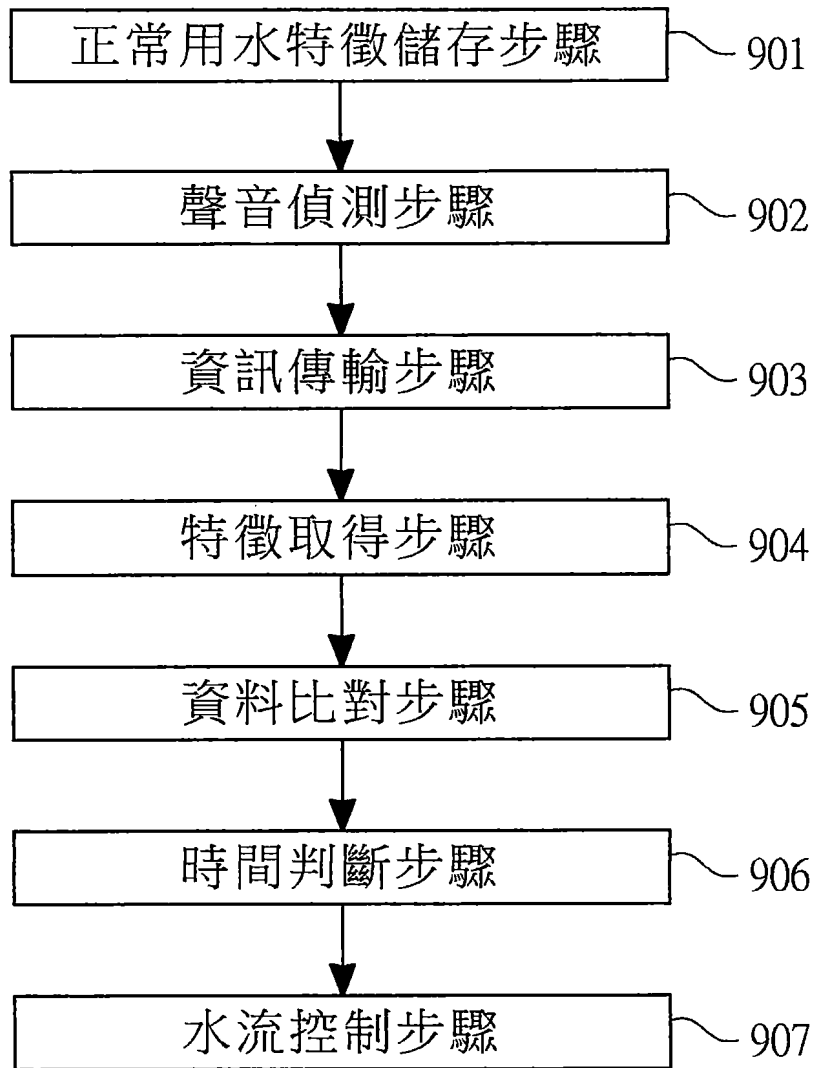 正常用水特徵儲存步驟 901
聲音偵測步驟 902
資訊傳輸步驟 903
特徵取得步驟 904
資料比對步驟 905
時間判斷步驟 906
水流控制步驟 907